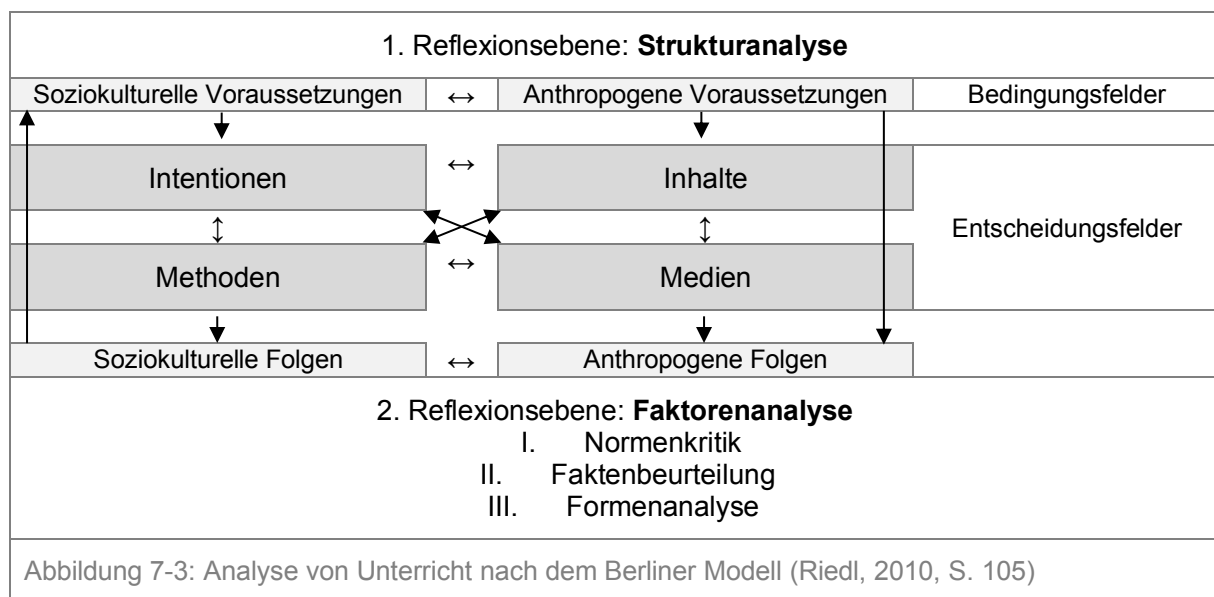 1. Reflexionsebene: Strukturanalyse
Soziokulturelle Voraussetzungen ↔ Anthropogene Voraussetzungen Bedingungsfelder
Intentionen ↔ Inhalte
Entscheidungsfelder
Methoden ↔ Medien
Soziokulturelle Folgen ↔ Anthropogene Folgen
2. Reflexionsebene: Faktorenanalyse
I. Normenkritik
II. Faktenbeurteilung
III. Formenanalyse
Abbildung 7-3: Analyse von Unterricht nach dem Berliner Modell (Riedl, 2010, S. 105)